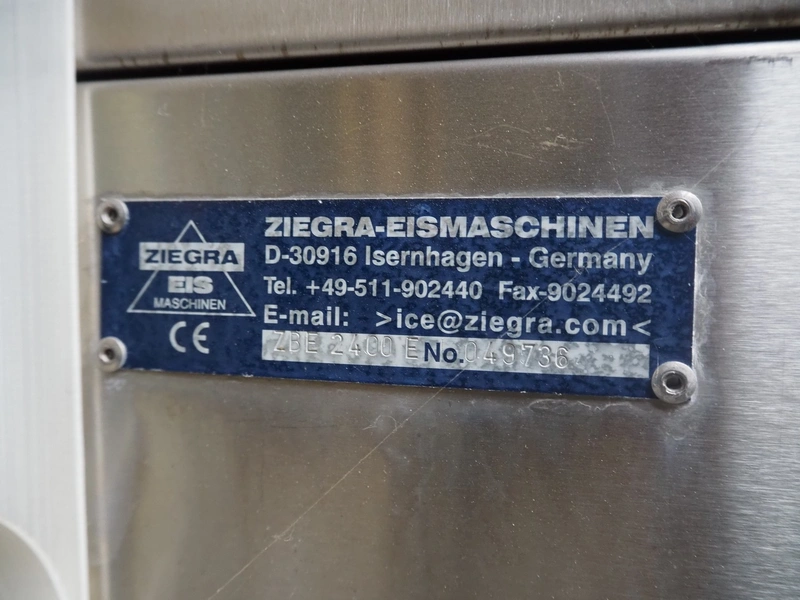 ZIEGRA
EIS
MASCHINEN
CE
ZIEGRA-EISMASCHINEN
D-30916 Isernhagen - Germany
Tel. +49-511-902440 Fax-9024492
E-mail: >ice@ziegra.com<
ZBE 2400 E No. 049736